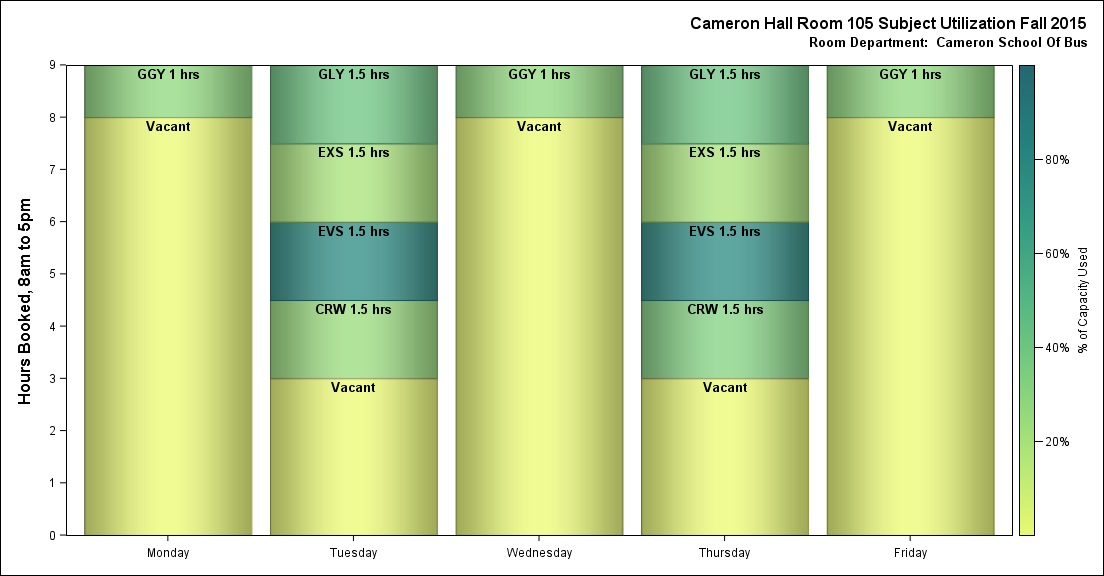 Cameron Hall Room 105 Subject Utilization Fall 2015
Room Department:  Cameron School Of Bus
Hours Booked, 8am to 5pm
9
8
7
6
5
4
3
2
1
0
GGY 1 hrs
Vacant
GLY 1.5 hrs
EXS 1.5 hrs
EVS 1.5 hrs
CRW 1.5 hrs
Vacant
GGY 1 hrs
Vacant
GLY 1.5 hrs
EXS 1.5 hrs
EVS 1.5 hrs
CRW 1.5 hrs
Vacant
GGY 1 hrs
Vacant
Monday
Tuesday
Wednesday
Thursday
Friday
80%
60%
40%
20%
% of Capacity Used